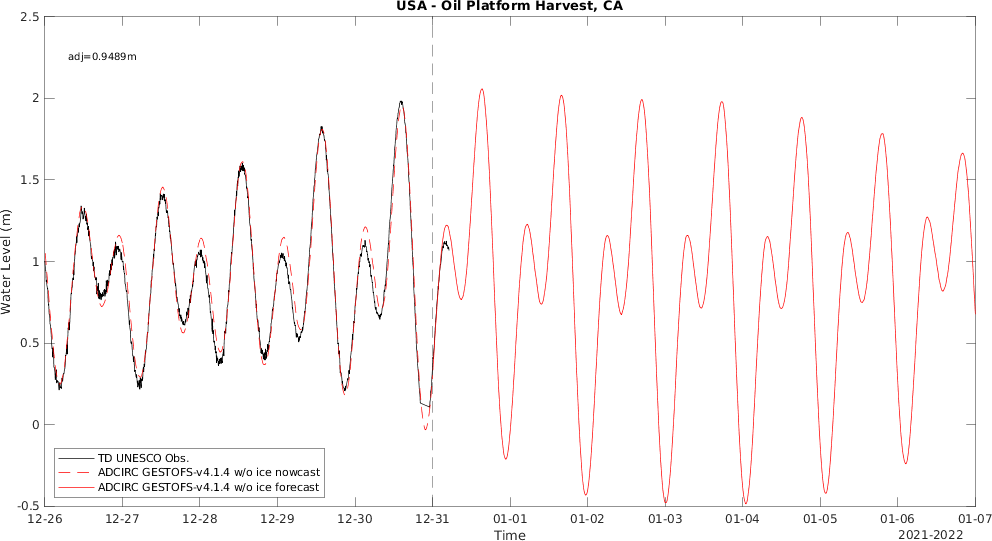 USA - Oil Platform Harvest, CA
adj=0.9489m
2.5
2
1.5
1
0.5
0
-0.5
Water Level (m)
TD UNESCO Obs.
ADCIRC GESTOFS-v4.1.4 w/o ice nowcast
ADCIRC GESTOFS-v4.1.4 w/o ice forecast
12-26 12-27 12-28 12-29 12-30 12-31 01-01 01-02 01-03 01-04 01-05 01-06 01-07
Time
2021-2022